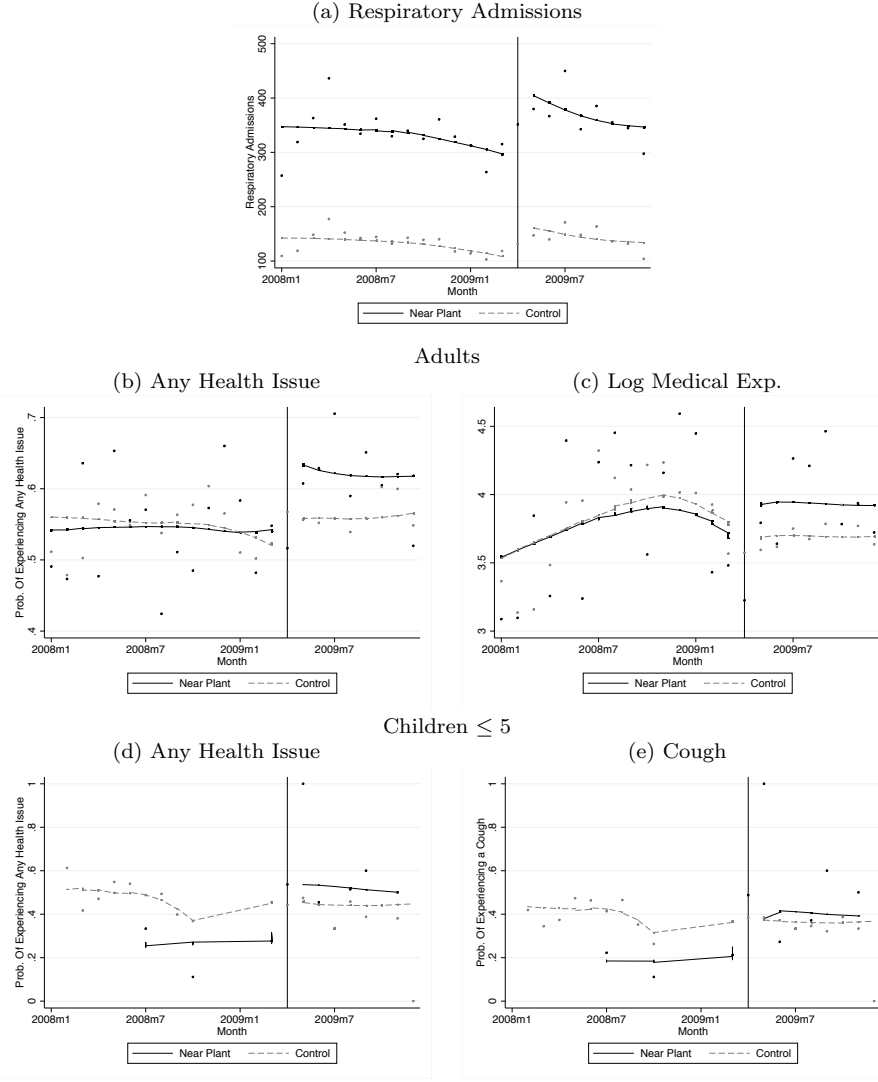 (a) Respiratory Admissions
Respiratory Admissions
500
400
300
200
100
2008m1 2008m7 2009m1 2009m7
Month
Near Plant Control
Adults
(b) Any Health Issue
Prob. Of Experiencing Any Health Issue
.7
.6
.5
.4
2008m1 2008m7 2009m1 2009m7
Month
Near Plant Control
(c) Log Medical Exp.
4.5
4
3.5
3
2008m1 2008m7 2009m1 2009m7
Month
Near Plant Control
Children ≤ 5
(d) Any Health Issue
Prob. Of Experiencing Any Health Issue
1
.8
.6
.4
.2
0
2008m1 2008m7 2009m1 2009m7
Month
Near Plant Control
(e) Cough
Prob. Of Experiencing a Cough
1
.8
.6
.4
.2
0
2008m1 2008m7 2009m1 2009m7
Month
Near Plant Control